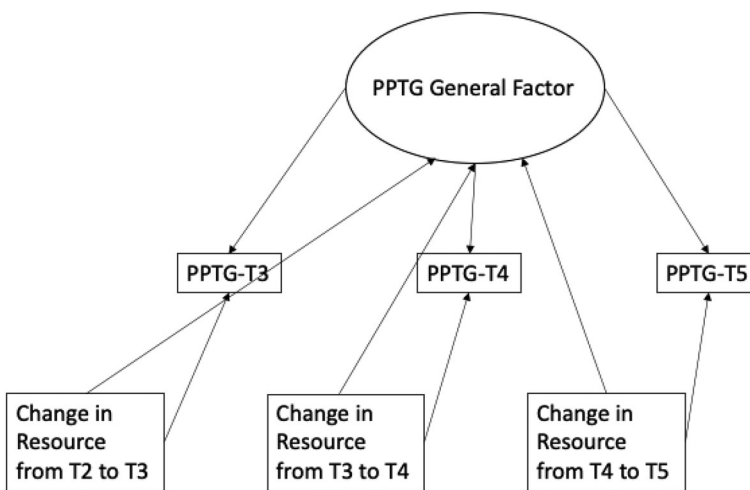 PPTG General Factor
PPTG-T3
PPTG-T4
PPTG-T5
Change in
Resource
from T2 to T3
Change in
Resource
from T3 to T4
Change in
Resource
from T4 to T5